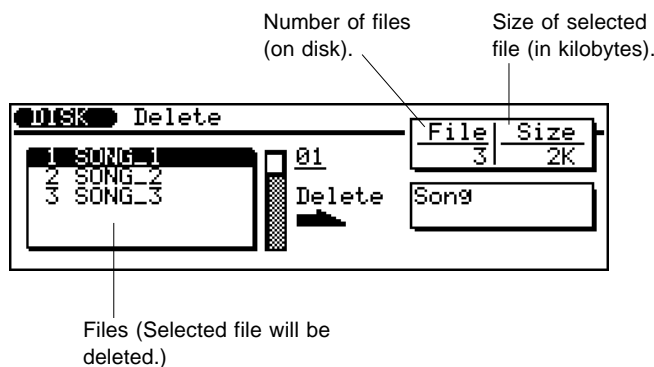 Number of files
(on disk).
Size of selected
file (in kilobytes).
DISK Delete
File Size
3 2K
1 SONG_1
2 SONG_2
3 SONG_3
01
Delete
Song
Files (Selected file will be
deleted.)